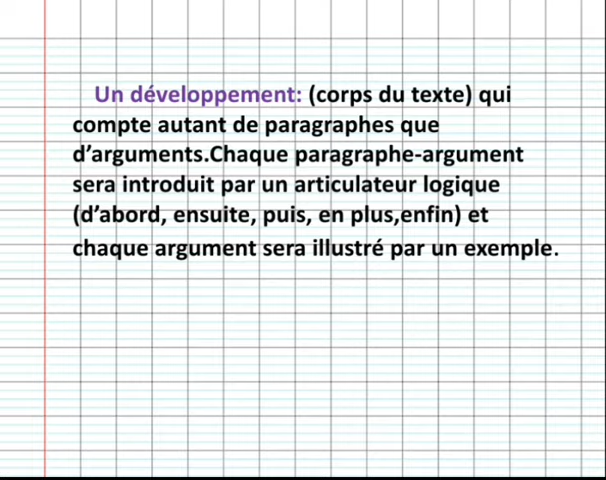 Un développement: (corps du texte) qui
compte autant de paragraphes que
d’arguments.Chaque paragraphe-argument
sera introduit par un articulateur logique
(d’abord, ensuite, puis, en plus,enfin) et
chaque argument sera illustré par un exemple.